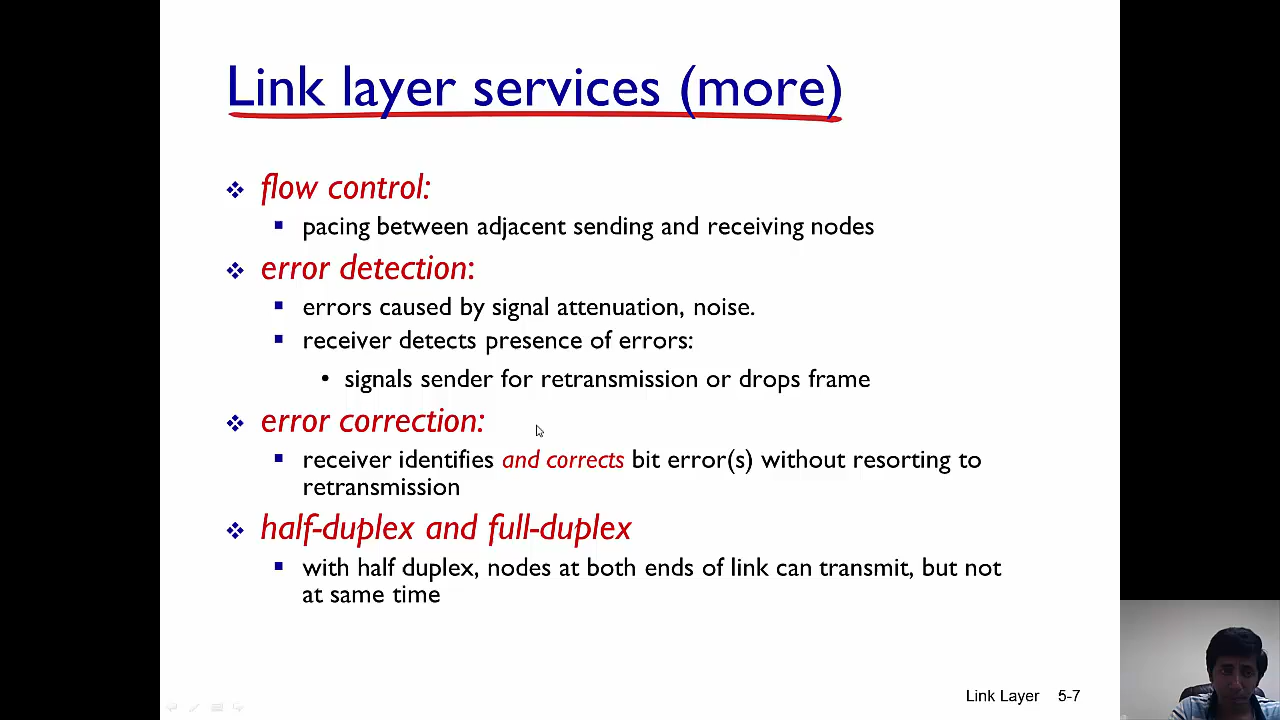 Link layer services (more)
flow control:
pacing between adjacent sending and receiving nodes
error detection:
errors caused by signal attenuation, noise.
receiver detects presence of errors:
signals sender for retransmission or drops frame
error correction:
receiver identifies and corrects bit error(s) without resorting to
retransmission
half-duplex and full-duplex
with half duplex, nodes at both ends of link can transmit, but not
at same time
Link Layer 5-7